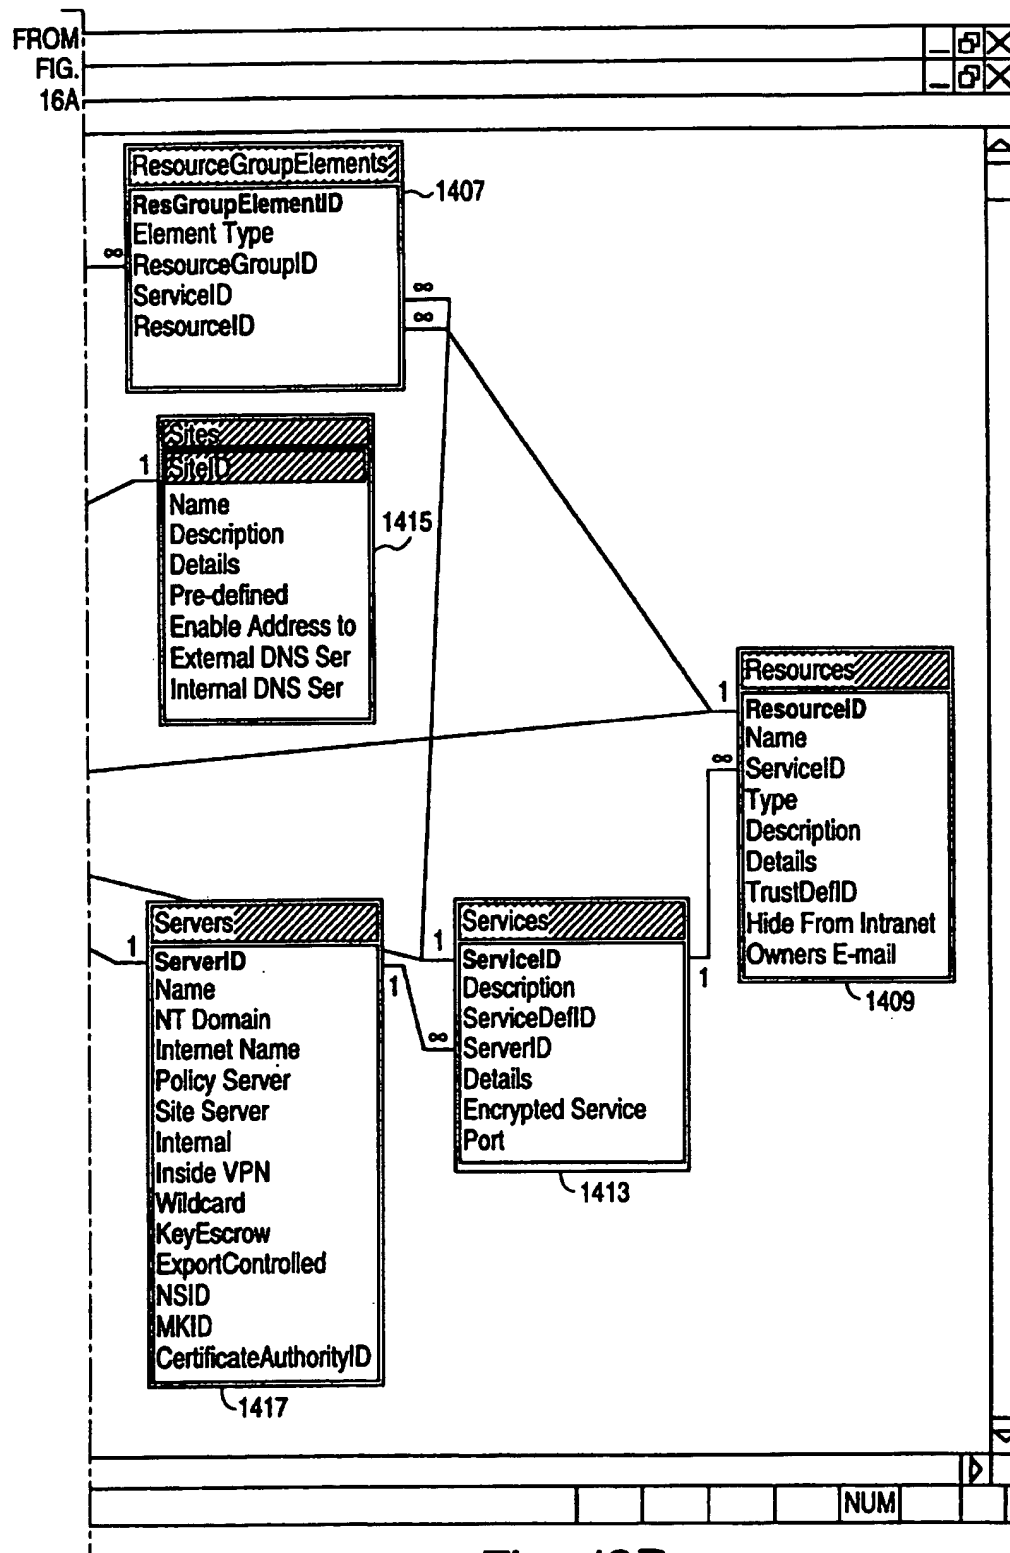 FROM
FIG.
16A
ResourceGroupElements
ResGroupElementID
Element Type
ResourceGroupID
ServiceID
ResourceID
1407
∞
∞
∞
Sites
SiteID
Name
Description
Details
Pre-defined
Enable Address to
External DNS Ser
Internal DNS Ser
1
1415
Resources
ResourceID
Name
ServiceID
Type
Description
Details
TrustDefID
Hide From Intranet
Owners E-mail
1
∞
1409
Servers
ServerID
Name
NT Domain
Internet Name
Policy Server
Site Server
Internal
Inside VPN
Wildcard
KeyEscrow
ExportControlled
NSID
MKID
CertificateAuthorityID
1
1
1417
Services
ServiceID
Description
ServiceDefID
ServerID
Details
Encrypted Service
Port
1
∞
1
1413
NUM